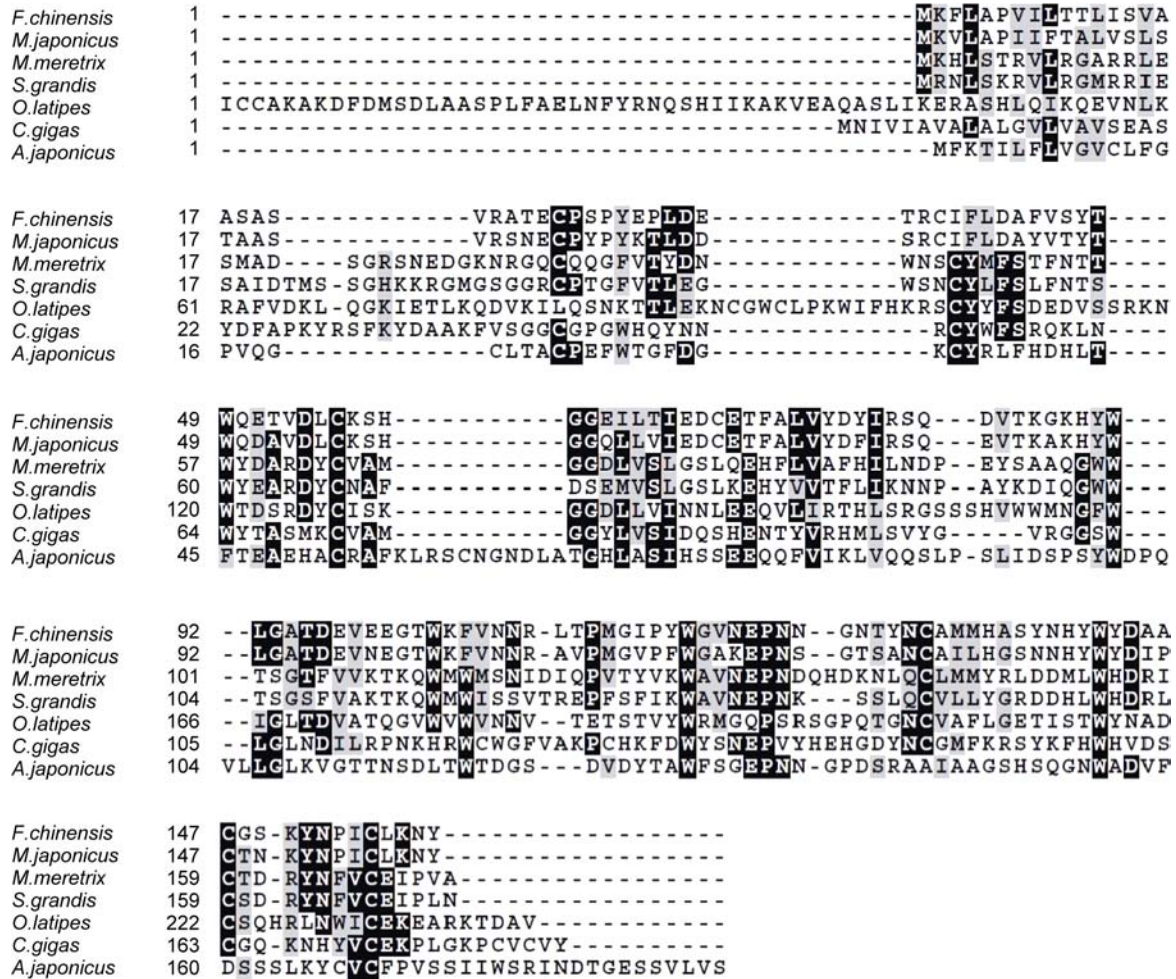 F.chinensis 1 --------------------------------------------MKFLAPVILTTLISVA
M.japonicus 1 --------------------------------------------MKVLAPIIFTALVSLS
M.meretrix 1 --------------------------------------------MKHLSTRVLRGARRLE
S.grandis 1 --------------------------------------------MRNLSKRVLRGMRRIE
O.latipes 1 ICCAKAKDFDMSDLAASPLFAELNFYRNQSHIIKAKVEAQASLIKERASHLQIKQEVNLK
C.gigas 1 ---------------------------------------MNIVIAVALALGVLVAVSEAS
A.japonicus 1 ---------------------------------------------MFKTILFLVGVCLFG
F.chinensis 17 ASAS------------VRATECPSPYEPLDE------------TRCIFLDAFVSYT----
M.japonicus 17 TAAS------------VRSNECPYPYKTLDD------------SRCIFLDAYVTYT----
M.meretrix 17 SMAD----SGRSNEDGKNRGQCQQGFVTYDN------------WNSCYMFSTFNTT----
S.grandis 17 SAIDTMS-SGHKKRGMGSGGRCPTGFVTLEG------------WSNCYLFSLFNTS----
O.latipes 61 RAFVDKL-QGKIETLKQDVKILQSNKTTLEKNCGWCLPKWIFHKRSCYYFSDEDVSSRKN
C.gigas 22 YDFAPKYRSFKYDAAKFVSGGCGPGWHQYNN-------------RCYWFSRQKLN-----
A.japonicus 16 PVQG-------------CLTACPEFWTGFDG-------------KCYRLFHDHLT-----
F.chinensis 49 WQETVDLCKSH-----------GGEILTIEDCETFALVYDYIRSQ---DVTKGKHYW---
M.japonicus 49 WQDAVDLCKSH-----------GGQLLVIEDCETFALVYDFIRSQ---EVTKAKHYW---
M.meretrix 57 WYDARDYCVAM-----------GGDLVSLGSLQEHFLVAFHILNDP--EYSAAQGWW---
S.grandis 60 WYEARDYCNAF-----------DSEMVSLGSLKEHYVVTFLIKNNP--AYKDIQGWW---
O.latipes 120 WTDSRDYCISK-----------GGDLLVINNLEEQVLIRTHLSRGSSSHVWWMNGFW---
C.gigas 64 WYTASMKCVAM-----------GGYLVSIDQSHENTYVRHMLSVYG-----VRGGSW---
A.japonicus 45 FTEAEHACRAFKLRSCNGNDLATGHLASIHSSEEQQFVIKLVQQSLP-SLIDSPSYWDPQ
F.chinensis 92 --LGATDEVEEGTWKFVNNR-LTPMGIPYWGVNEPNN--GNTYNCAMMHASYNHYWYDAA
M.japonicus 92 --LGATDEVNEGTWKFVNNR-AVPMGVPFWGAKEPNS--GTSANCAILHGSNNHYWYDIP
M.meretrix 101 --TSGTFVVKTKQWMWMSNIDIQPVTYVKWAVNEPNNDQHDKNLQCLMMYRLDDMLWHDRI
S.grandis 104 --TSGSFVAKTKQWMWISSVTREPFSFIKWAVNEPNK---SSLQCVLLYGRDDHLWHDRL
O.latipes 166 --IGLTDVATQGVWVWVNNV--TETSTVYWRMGQPSRSGPQTGNCVAFLGETISTWYNAD
C.gigas 105 --LGLNDILRPNKHRWCWGFVAKPCHKFDWYSNEPVYHEHGDYNCGMFKRSYKFHWHVDS
A.japonicus 104 VLLGLKVGTTNSDLTWTDGS---DVDYTAWFSGEPNN-GPDSRAAIAAGSHSQGNWADVF
F.chinensis 147 CGS-KYNPICLKNY------------------
M.japonicus 147 CTN-KYNPICLKNY------------------
M.meretrix 159 CTD-RYNFVCEIPVA-----------------
S.grandis 159 CSD-RYNFVCEIPLN-----------------
O.latipes 222 CSQHRLNWICEKEARKTDAV------------
C.gigas 163 CGQ-KNHYVCEKPLGKPCVCVY----------
A.japonicus 160 DSSSLKYCVCFPVSSIIWSRINDTGESSVLVS